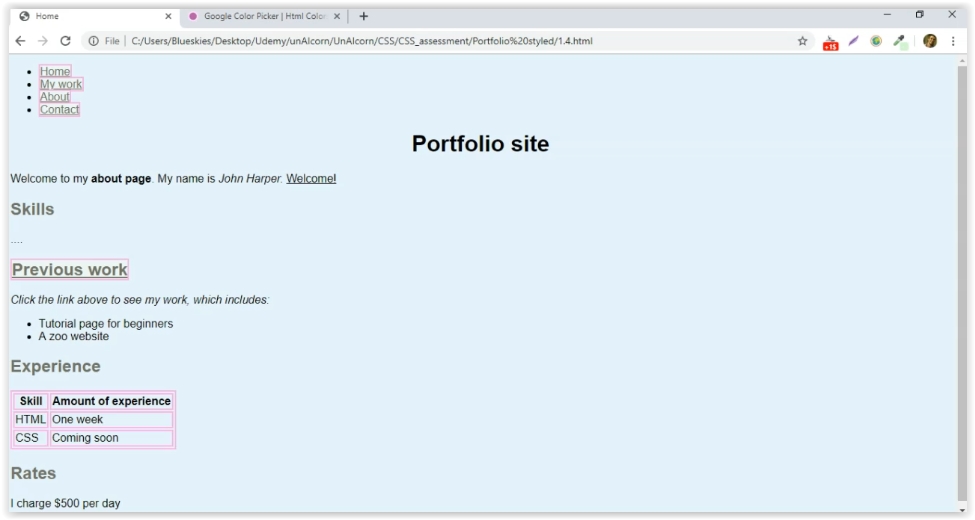 Home
Google Color Picker | Html Color
File | C:/Users/Blueskies/Desktop/Udemy/unAlcorn/UnAlcorn/CSS/CSS_assessment/Portfolio%20styled/1.4.html
+15
Home
My work
About
Contact
Portfolio site
Welcome to my about page. My name is John Harper. Welcome!
Skills
....
Previous work
Click the link above to see my work, which includes:
Tutorial page for beginners
A zoo website
Experience
Skill Amount of experience
HTML One week
CSS Coming soon
Rates
I charge $500 per day